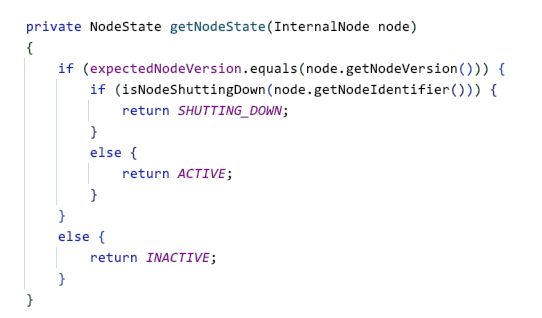 private NodeState getNodeState(InternalNode node)
{
    if (expectedNodeVersion.equals(node.getNodeVersion())) {
        if (isNodeShuttingDown(node.getNodeIdentifier())) {
            return SHUTTING_DOWN;
        }
        else {
            return ACTIVE;
        }
    }
    else {
        return INACTIVE;
    }
}